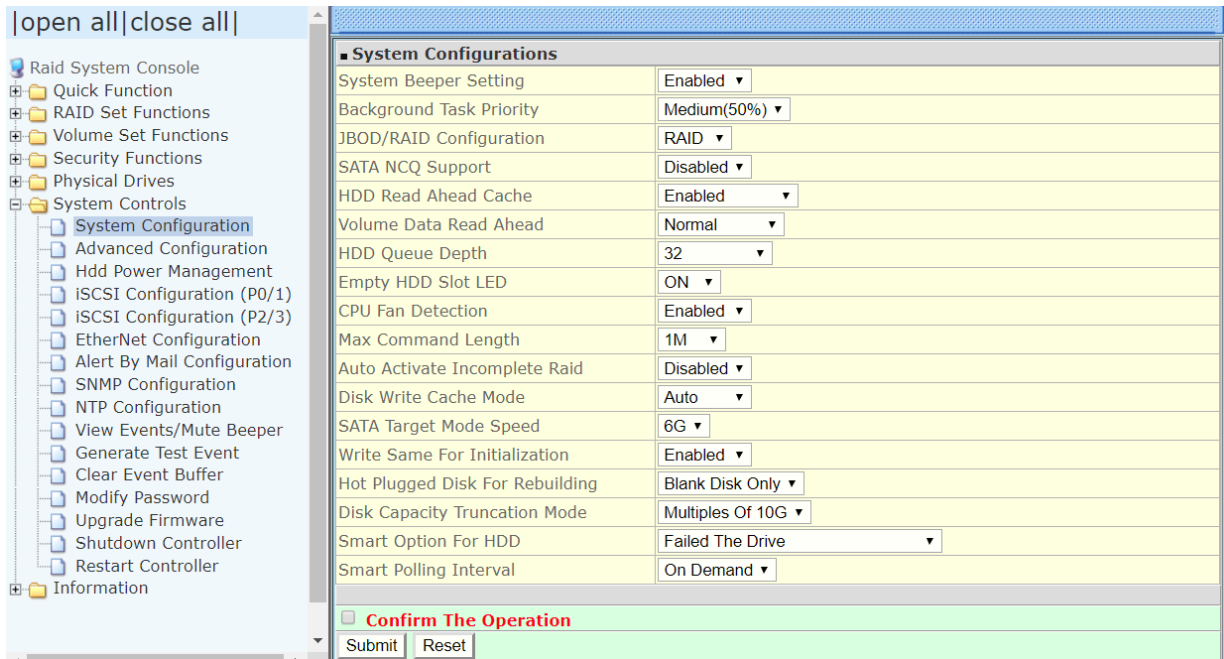 |open all|close all|
Raid System Console
Quick Function
RAID Set Functions
Volume Set Functions
Security Functions
Physical Drives
System Controls
System Configuration
Advanced Configuration
Hdd Power Management
iSCSI Configuration (P0/1)
iSCSI Configuration (P2/3)
EtherNet Configuration
Alert By Mail Configuration
SNMP Configuration
NTP Configuration
View Events/Mute Beeper
Generate Test Event
Clear Event Buffer
Modify Password
Upgrade Firmware
Shutdown Controller
Restart Controller
Information
System Configurations
System Beeper Setting Enabled
Background Task Priority Medium(50%)
JBOD/RAID Configuration RAID
SATA NCQ Support Disabled
HDD Read Ahead Cache Enabled
Volume Data Read Ahead Normal
HDD Queue Depth 32
Empty HDD Slot LED ON
CPU Fan Detection Enabled
Max Command Length 1M
Auto Activate Incomplete Raid Disabled
Disk Write Cache Mode Auto
SATA Target Mode Speed 6G
Write Same For Initialization Enabled
Hot Plugged Disk For Rebuilding Blank Disk Only
Disk Capacity Truncation Mode Multiples Of 10G
Smart Option For HDD Failed The Drive
Smart Polling Interval On Demand
Confirm The Operation
Submit Reset